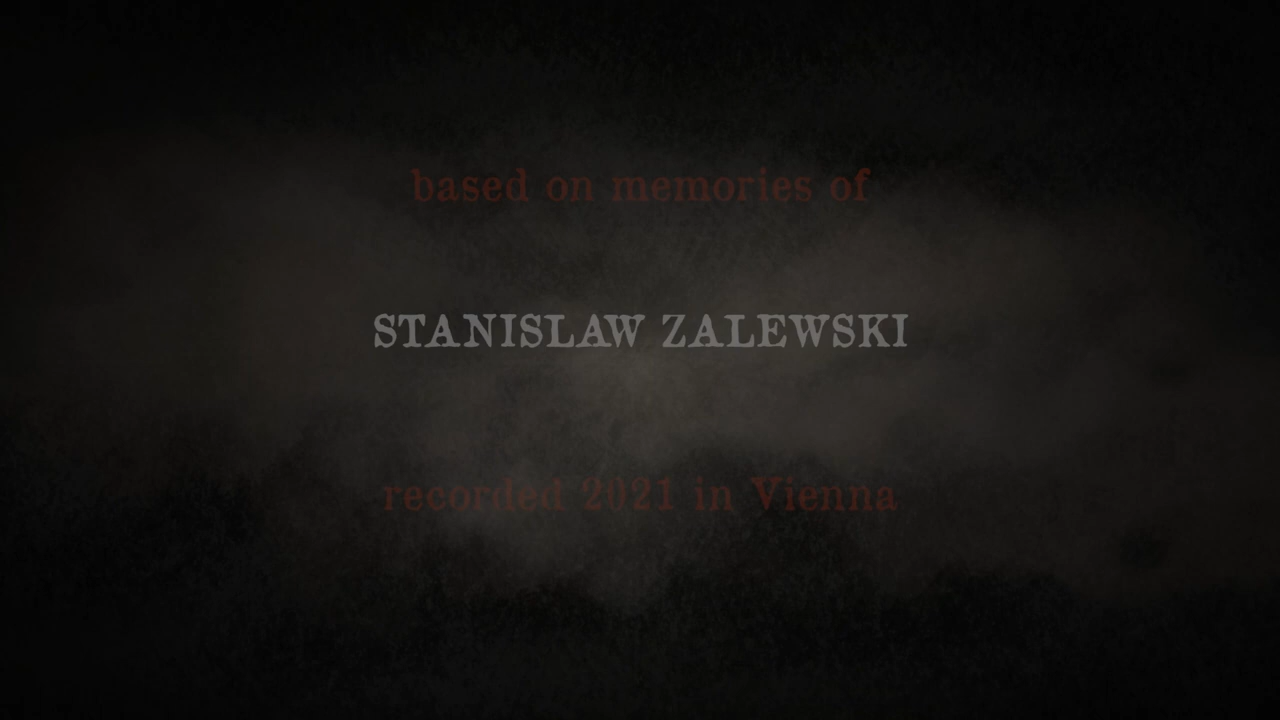 based on memories of
STANISLAW ZALEWSKI
recorded 2021 in Vienna